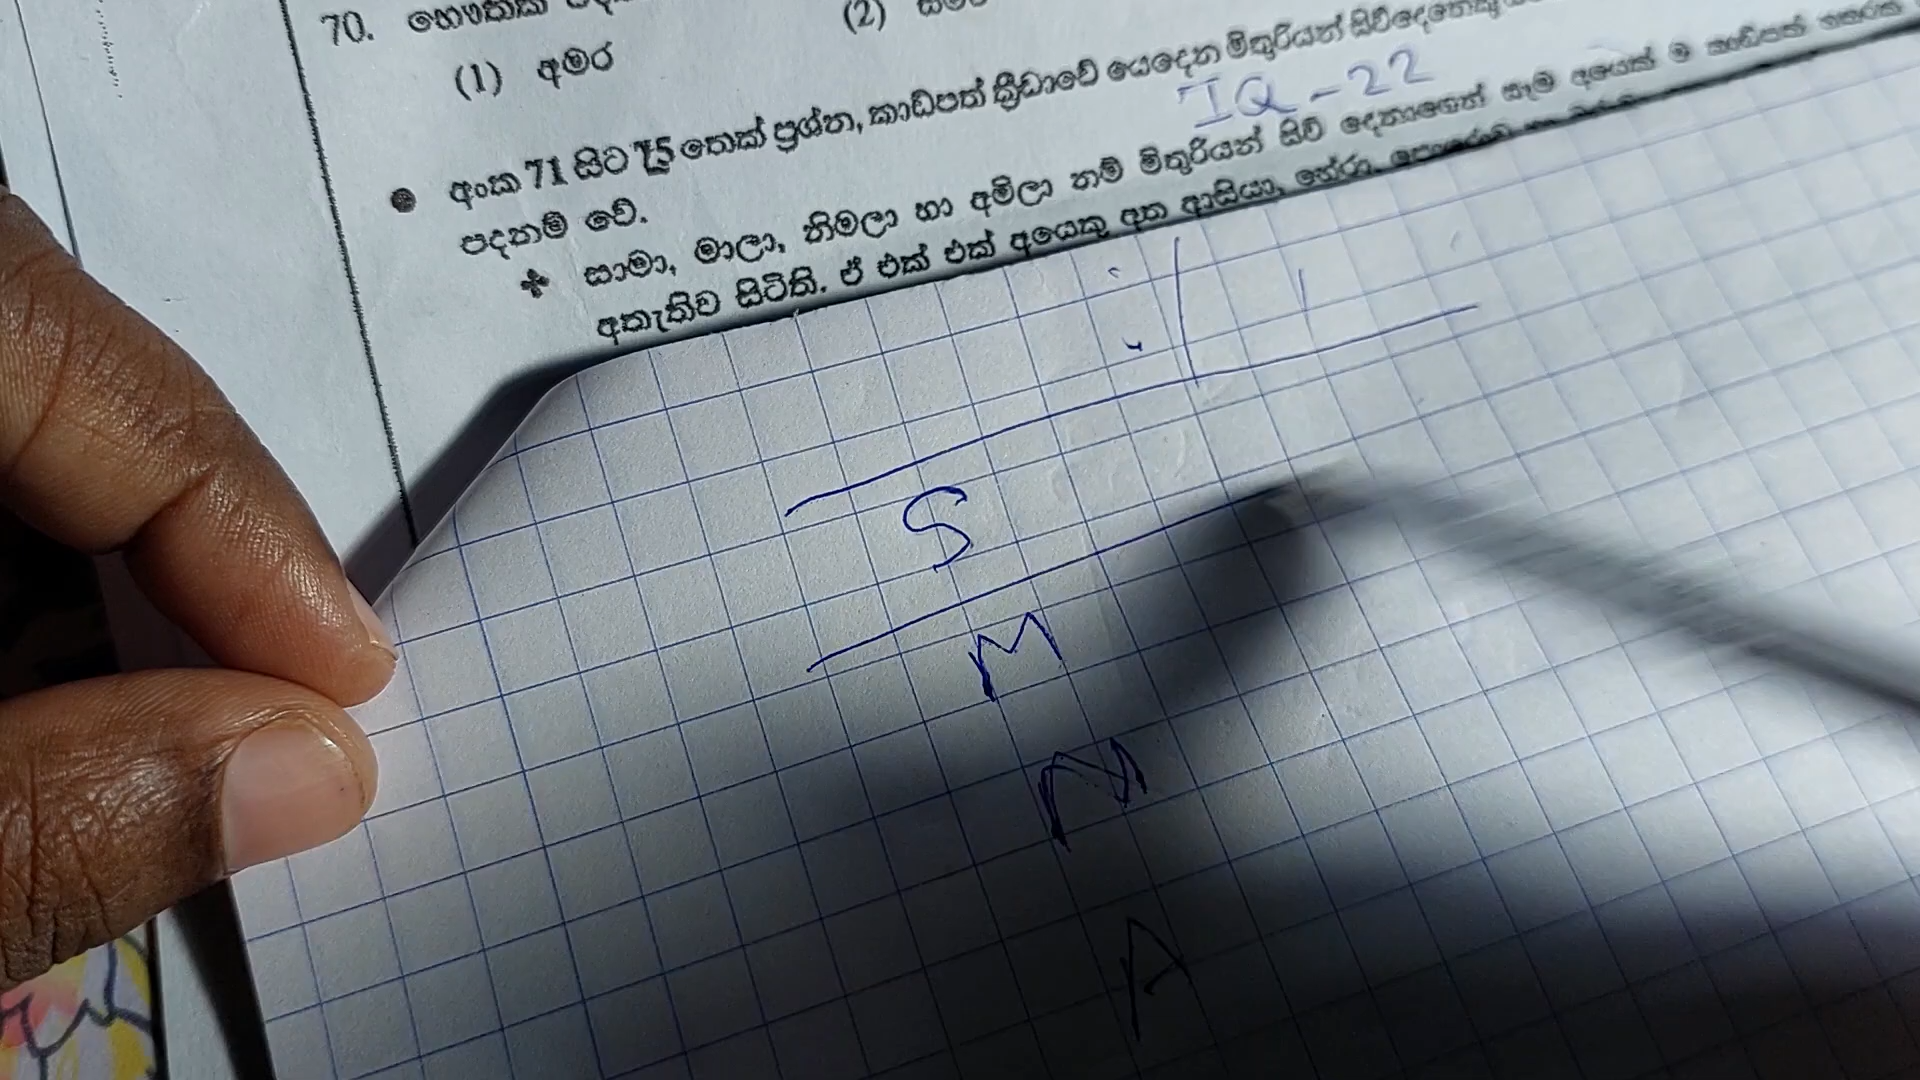 70. භෞතික
(2)
(1) අමර
● අංක 71 සිට 75 තෙක් ප්‍රශ්න, කාඩ්පත් ක්‍රීඩාවේ යෙදෙන මිතුරියන් සිව්දෙනෙකු
IQ - 22
පදනම් වේ.
සාමා, මාලා, නිමලා හා අමිලා නම් මිතුරියන් සිව් දෙනාගෙන් සෑම අයෙක් ම කාඩ්පත්
අතැතිව සිටිති. ඒ එක් එක් අයෙකු අත ආසියා,
S
M
N
A